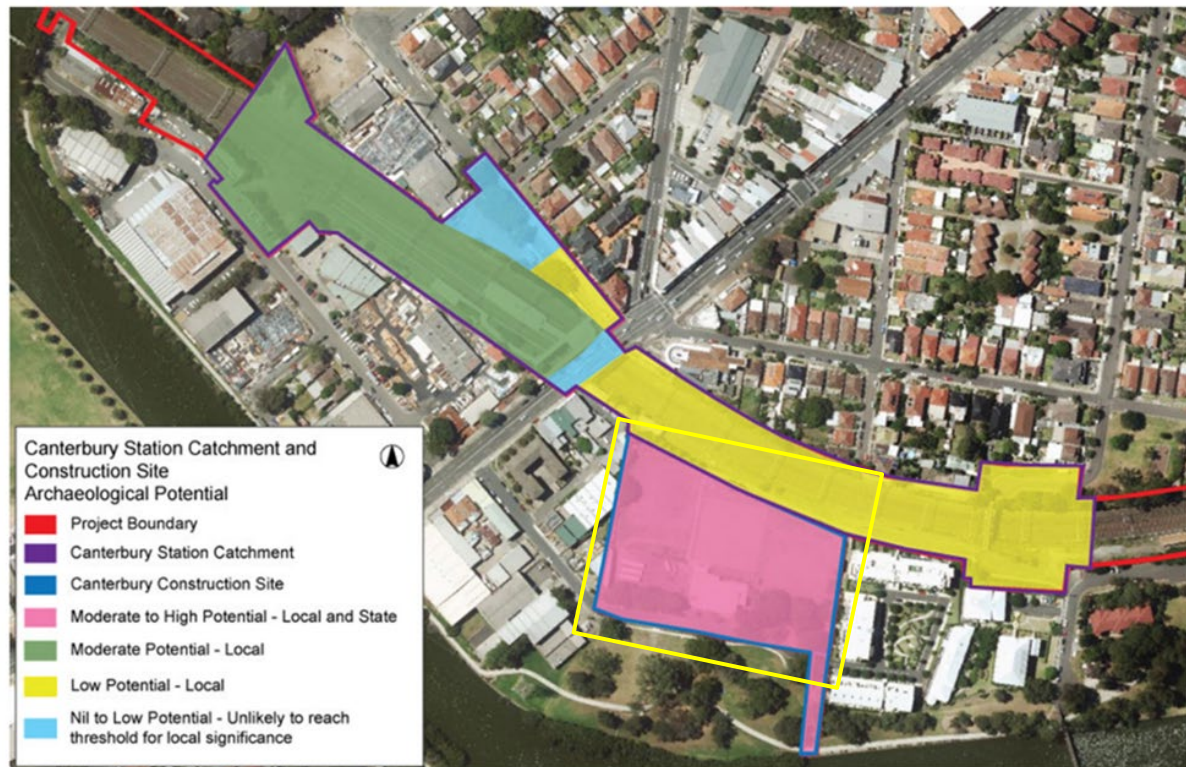 Canterbury Station Catchment and
Construction Site
Archaeological Potential
Project Boundary
Canterbury Station Catchment
Canterbury Construction Site
Moderate to High Potential - Local and State
Moderate Potential - Local
Low Potential - Local
Nil to Low Potential - Unlikely to reach
threshold for local significance